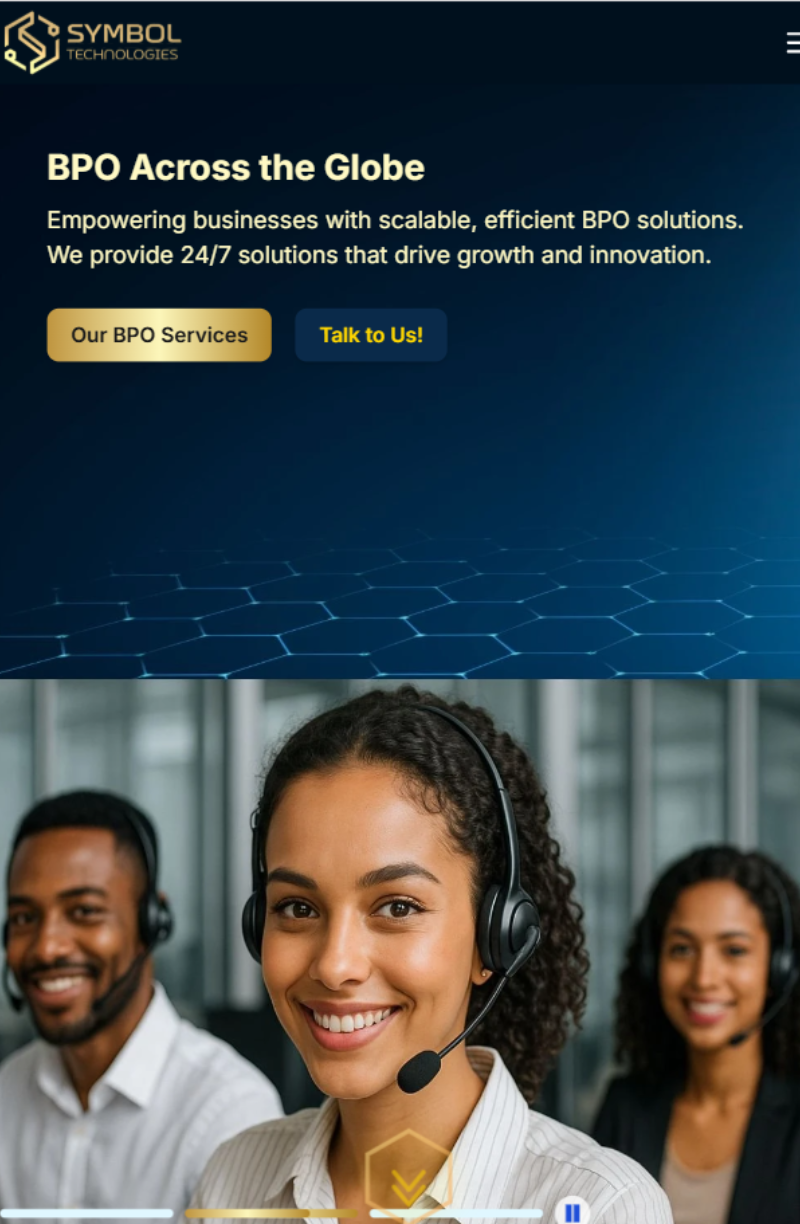 SYMBOL
TECHNOLOGIES
BPO Across the Globe
Empowering businesses with scalable, efficient BPO solutions.
We provide 24/7 solutions that drive growth and innovation.
Our BPO Services
Talk to Us!